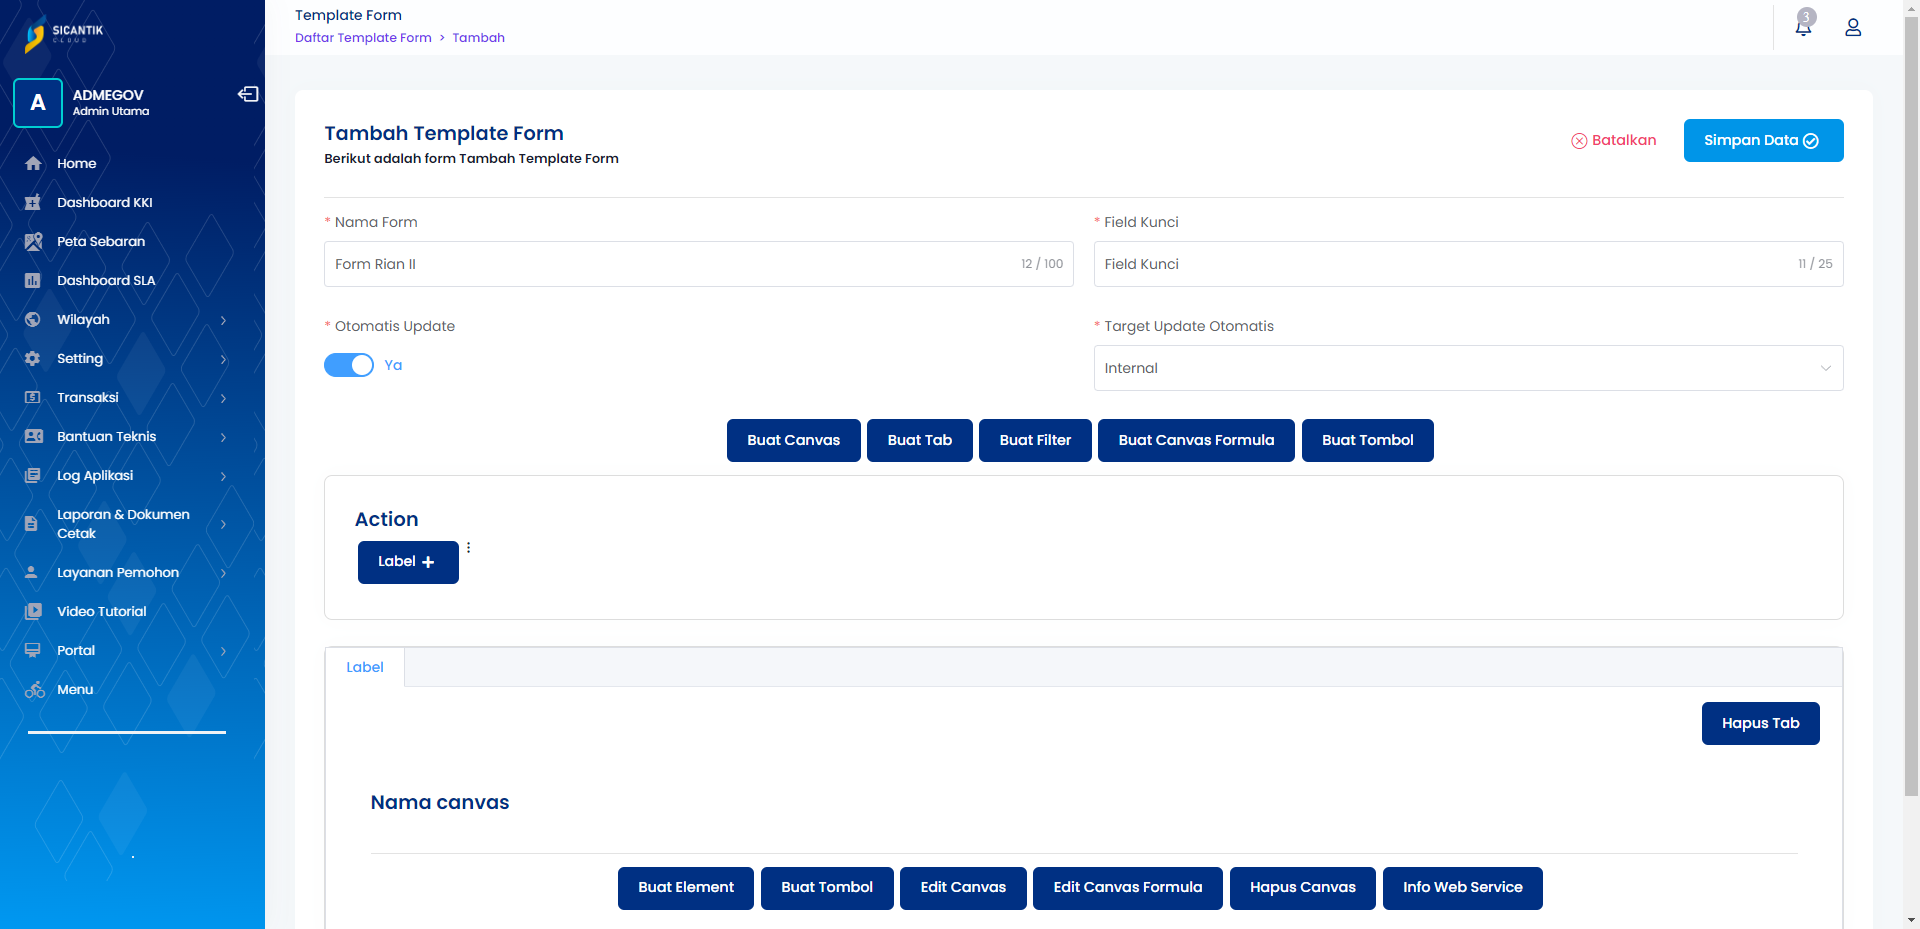 SICANTIK
CLOUD
A
ADMEGOV
Admin Utama
Home
Dashboard KKI
Peta Sebaran
Dashboard SLA
Wilayah
Setting
Transaksi
Bantuan Teknis
Log Aplikasi
Laporan & Dokumen
Cetak
Layanan Pemohon
Video Tutorial
Portal
Menu
Template Form
Daftar Template Form > Tambah
3
Tambah Template Form
Berikut adalah form Tambah Template Form
Batalkan
Simpan Data
* Nama Form
* Field Kunci
Form Rian II 12 / 100
Field Kunci 11 / 25
* Otomatis Update
* Target Update Otomatis
Ya
Internal
Buat Canvas Buat Tab Buat Filter Buat Canvas Formula Buat Tombol
Action
Label +
Label
Hapus Tab
Nama canvas
Buat Element Buat Tombol Edit Canvas Edit Canvas Formula Hapus Canvas Info Web Service